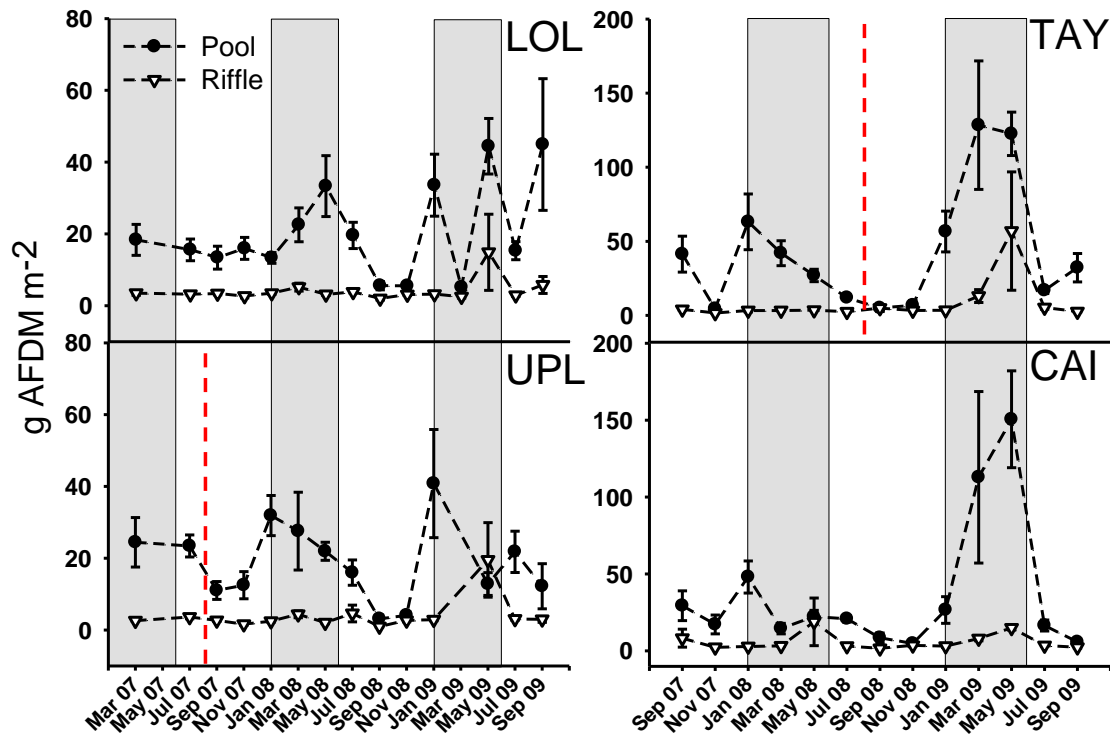 g AFDM m-2
80
60
40
20
0
Pool
Riffle
LOL
80
60
40
20
0
UPL
Mar 07
May 07
Jul 07
Sep 07
Nov 07
Jan 08
Mar 08
May 08
Jul 08
Sep 08
Nov 08
Jan 09
Mar 09
May 09
Jul 09
Sep 09
200
150
100
50
0
TAY
200
150
100
50
0
CAI
Sep 07
Nov 07
Jan 08
Mar 08
May 08
Jul 08
Sep 08
Nov 08
Jan 09
Mar 09
May 09
Jul 09
Sep 09